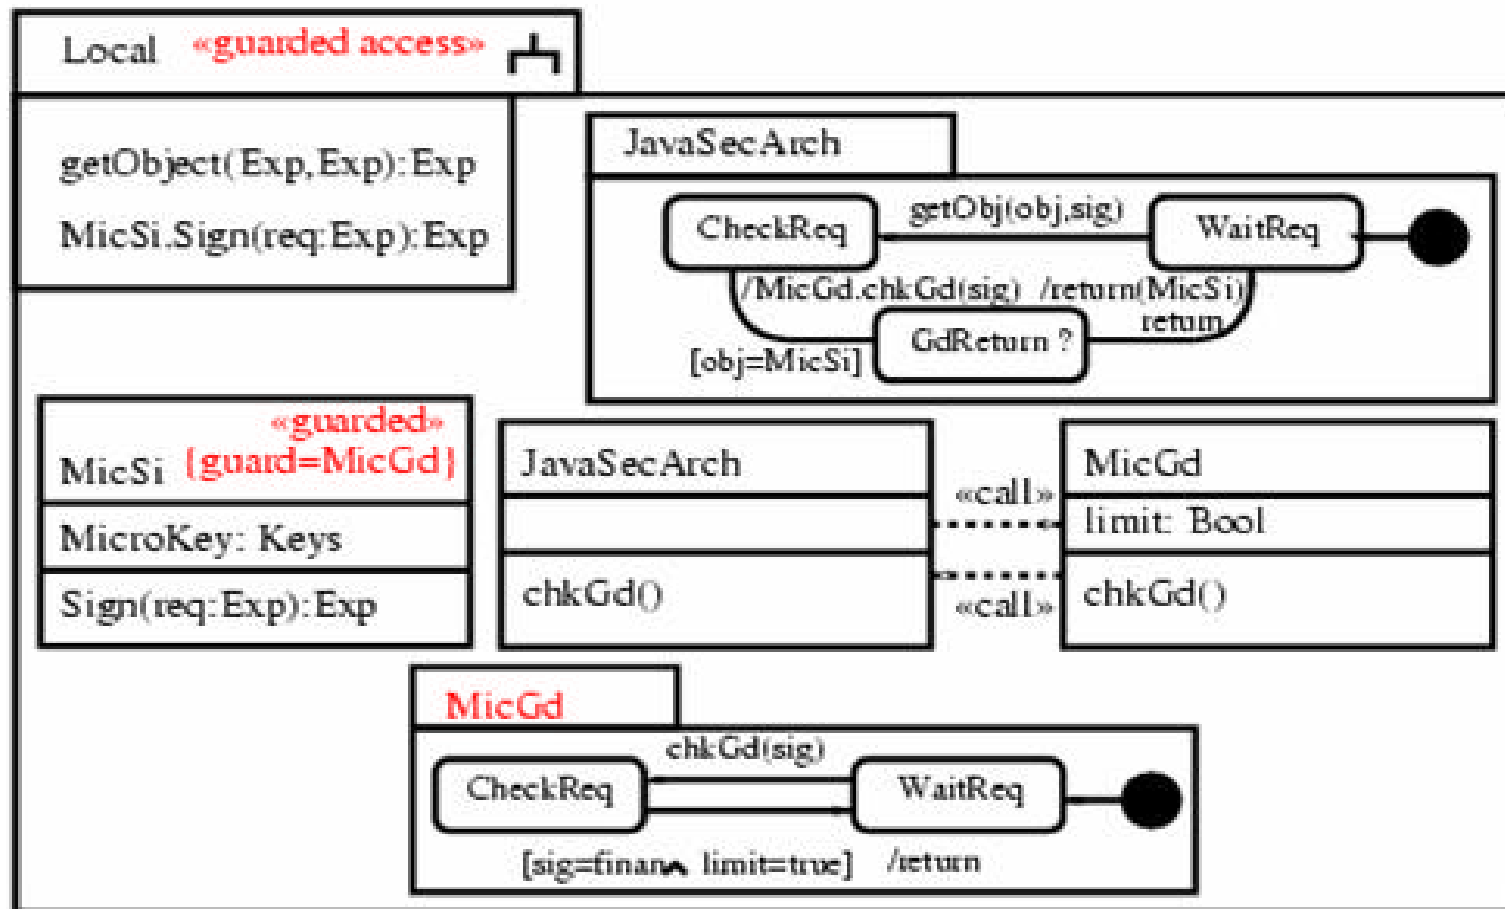 Local «guarded access»
getObject(Exp,Exp):Exp
MicSi.Sign(req:Exp):Exp
JavaSecArch
CheckReq
getObj(obj,sig)
WaitReq
/MicGd.chkGd(sig) /return(MicSi)
return
GdReturn ?
[obj=MicSi]
«guarded»
MicSi {guard=MicGd}
MicroKey: Keys
Sign(req:Exp):Exp
JavaSecArch
chkGd()
«call»
«call»
MicGd
limit: Bool
chkGd()
MicGd
chkGd(sig)
CheckReq
WaitReq
[sig=finan∧ limit=true] /return